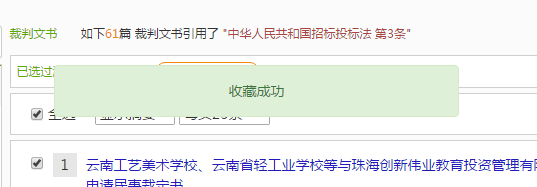 裁判文书 如下61篇 裁判文书引用了 "中华人民共和国招标投标法 第3条"
已选过
收藏成功
全选
1 云南工艺美术学校、云南省轻工业学校等与珠海创新伟业教育投资管理有
申请民事裁定书